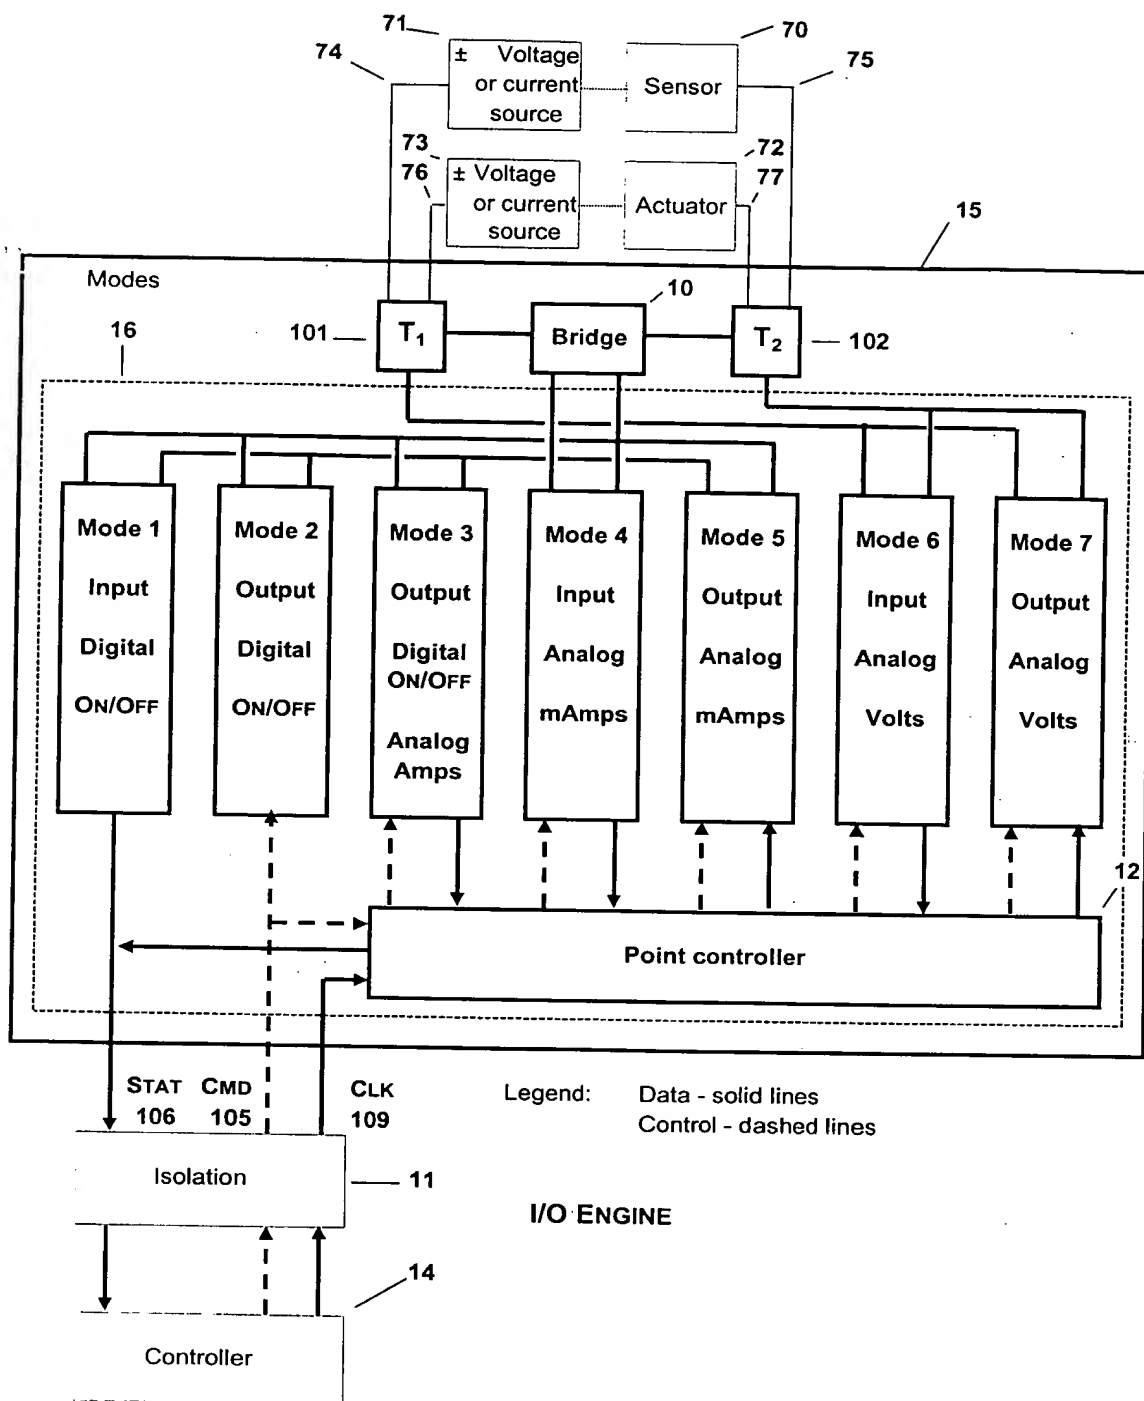 71
70
74
75
± Voltage
or current
source
Sensor
73
72
76
77
± Voltage
or current
source
Actuator
15
Modes
10
16
101
T1
Bridge
T2
102
Mode 1
Input
Digital
ON/OFF
Mode 2
Output
Digital
ON/OFF
Mode 3
Output
Digital
ON/OFF
Analog
Amps
Mode 4
Input
Analog
mAmps
Mode 5
Output
Analog
mAmps
Mode 6
Input
Analog
Volts
Mode 7
Output
Analog
Volts
12
Point controller
STAT
106
CMD
105
CLK
109
Legend: Data - solid lines
Control - dashed lines
Isolation
11
I/O ENGINE
14
Controller